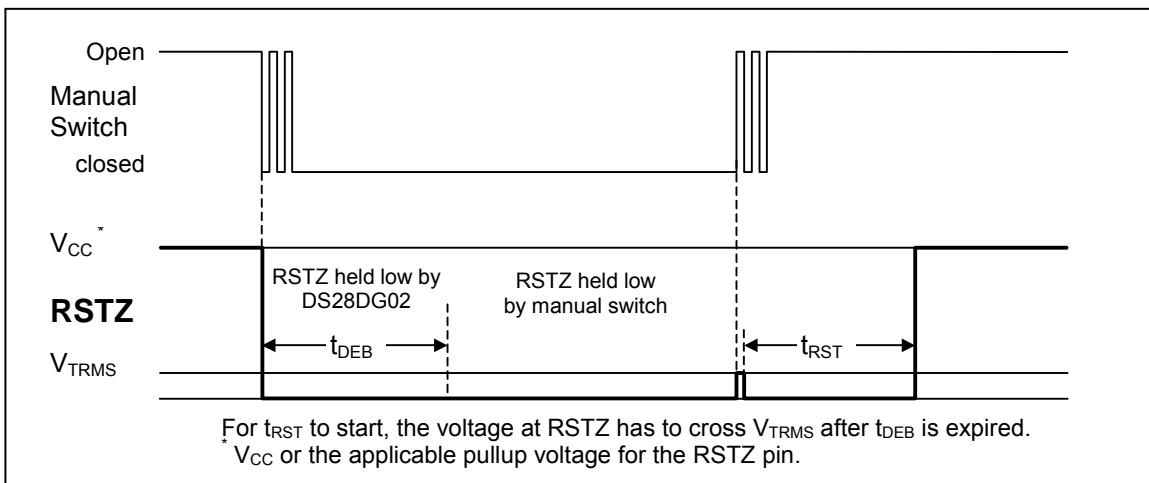 Open
Manual
Switch
closed
VCC *
RSTZ held low by
DS28DG02
RSTZ held low
by manual switch
RSTZ
tDEB
tRST
VTRMS
For tRST to start, the voltage at RSTZ has to cross VTRMS after tDEB is expired.
* VCC or the applicable pullup voltage for the RSTZ pin.